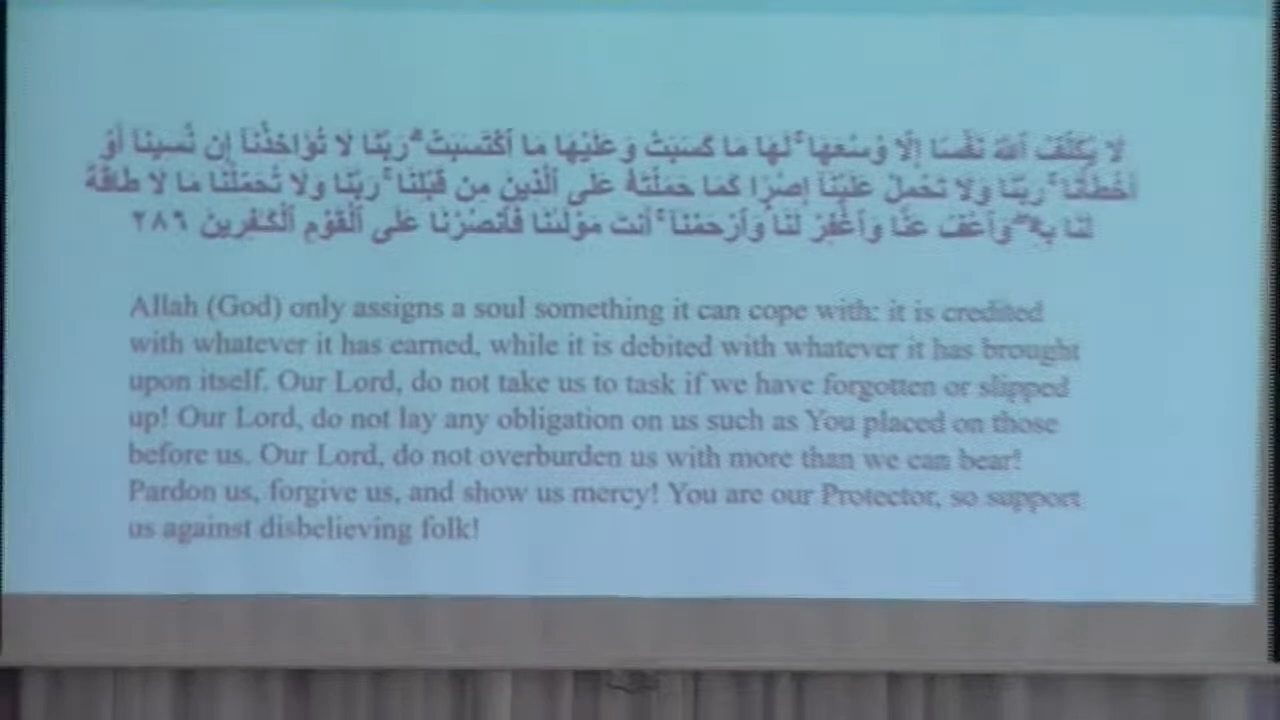 لَا يُكَلِّفُ ٱللَّهُ نَفْسًا إِلَّا وُسْعَهَا ۚ لَهَا مَا كَسَبَتْ وَعَلَيْهَا مَا ٱكْتَسَبَتْ ۗ رَبَّنَا لَا تُؤَاخِذْنَآ إِن نَّسِينَآ أَوْ
أَخْطَأْنَا ۚ رَبَّنَا وَلَا تَحْمِلْ عَلَيْنَآ إِصْرًا كَمَا حَمَلْتَهُۥ عَلَى ٱلَّذِينَ مِن قَبْلِنَا ۚ رَبَّنَا وَلَا تُحَمِّلْنَا مَا لَا طَاقَةَ
لَنَا بِهِۦ ۖ وَٱعْفُ عَنَّا وَٱغْفِرْ لَنَا وَٱرْحَمْنَآ ۚ أَنتَ مَوْلَىٰنَا فَٱنصُرْنَا عَلَى ٱلْقَوْمِ ٱلْكَـٰفِرِينَ ٢٨٦
Allah (God) only assigns a soul something it can cope with: it is credited
with whatever it has earned, while it is debited with whatever it has brought
upon itself. Our Lord, do not take us to task if we have forgotten or slipped
up! Our Lord, do not lay any obligation on us such as You placed on those
before us. Our Lord, do not overburden us with more than we can bear!
Pardon us, forgive us, and show us mercy! You are our Protector, so support
us against disbelieving folk!